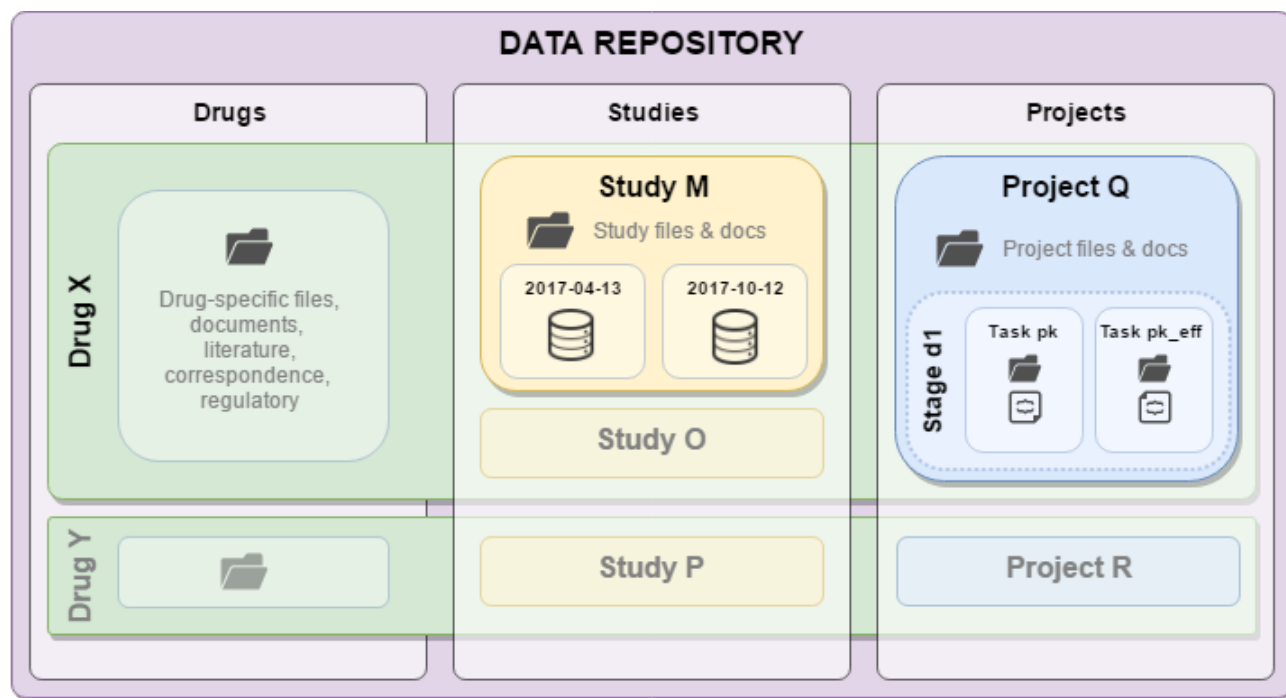 DATA REPOSITORY
Drugs
Studies
Projects
Drug X
Drug-specific files,
documents,
literature,
correspondence,
regulatory
Study M
Study files & docs
2017-04-13
2017-10-12
Study O
Project Q
Project files & docs
Stage d1
Task pk
Task pk_eff
Drug Y
Study P
Project R